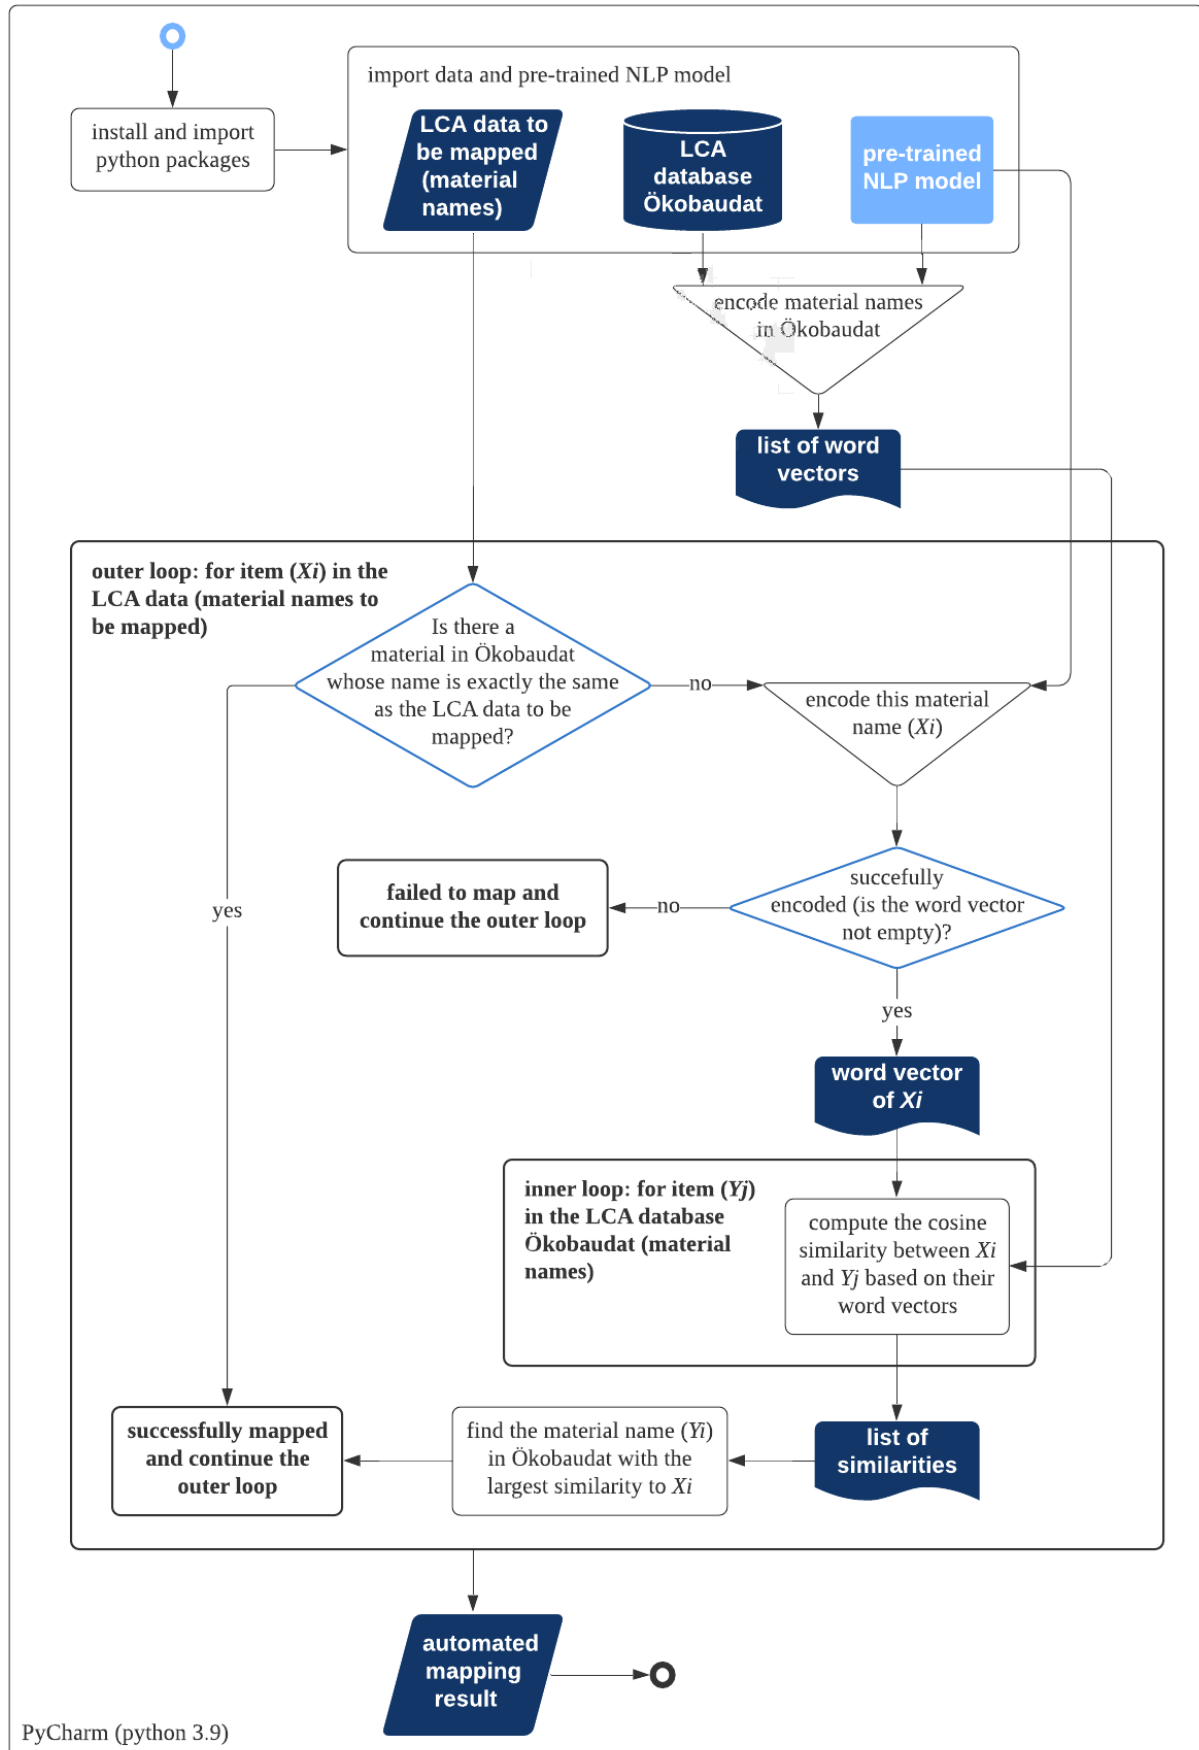 import data and pre-trained NLP model
install and import
python packages
LCA data to
be mapped
(material
names)
LCA
database
Ökobaudat
pre-trained
NLP model
encode material names
in Ökobaudat
list of word
vectors
outer loop: for item (Xi) in the
LCA data (material names to
be mapped)
Is there a
material in Ökobaudat
whose name is exactly the same
as the LCA data to be
mapped?
no
encode this material
name (Xi)
yes
failed to map and
continue the outer loop
no
succefully
encoded (is the word vector
not empty)?
yes
word vector
of Xi
inner loop: for item (Yj)
in the LCA database
Ökobaudat (material
names)
compute the cosine
similarity between Xi
and Yj based on their
word vectors
successfully mapped
and continue the
outer loop
find the material name (Yi)
in Ökobaudat with the
largest similarity to Xi
list of
similarities
automated
mapping
result
PyCharm (python 3.9)